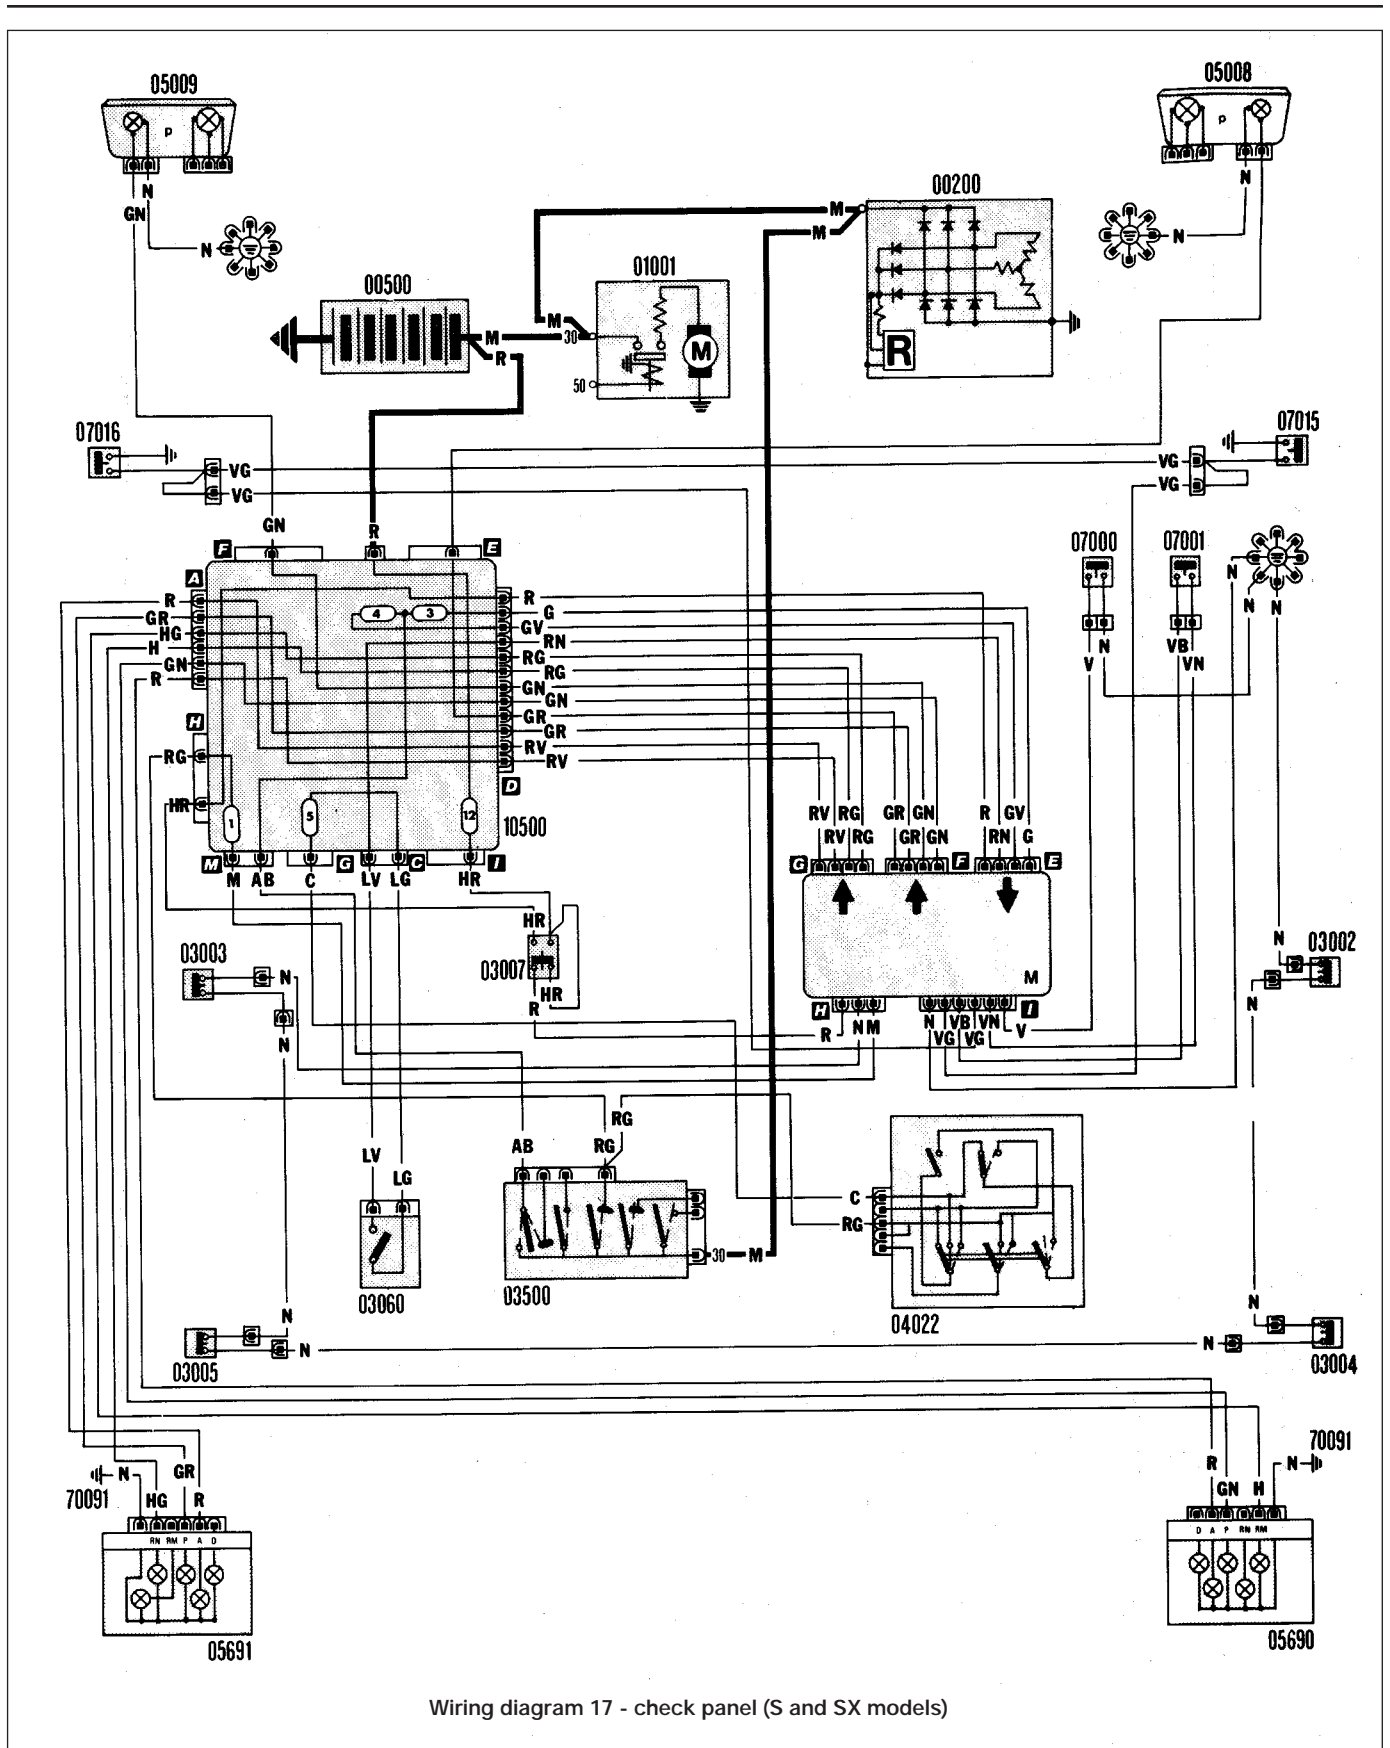 05009
05008
p
p
N
GN
N
N
N
00200
M
M
00500
01001
M
M
30
R
M
50
R
07016
07015
VG
VG
VG
VG
GN
R
F
E
07000
07001
A
N
N
N
R
GR
HG
H
GN
R
4
3
R
G
GV
RN
RG
RG
GN
GN
GR
GR
RV
RV
V
N
VB
VN
H
RG
HR
D
1
5
12
10500
RV
RG
GR
GN
R
GV
RV
RG
GR
GN
RN
G
M
G
C
I
M
AB
C
LV
LG
HR
G
F
E
HR
03003
N
03007
HR
R
N
M
N
03002
N
H
I
R
N
M
N
VG
VB
VG
VN
V
RG
AB
RG
LV
LG
C
RG
30
M
03060
03500
04022
N
N
03005
N
N
03004
70091
N
GR
HG
R
RN RM P A D
05691
R
GN
H
N
70091
D A P RN RM
05690
Wiring diagram 17 - check panel (S and SX models)